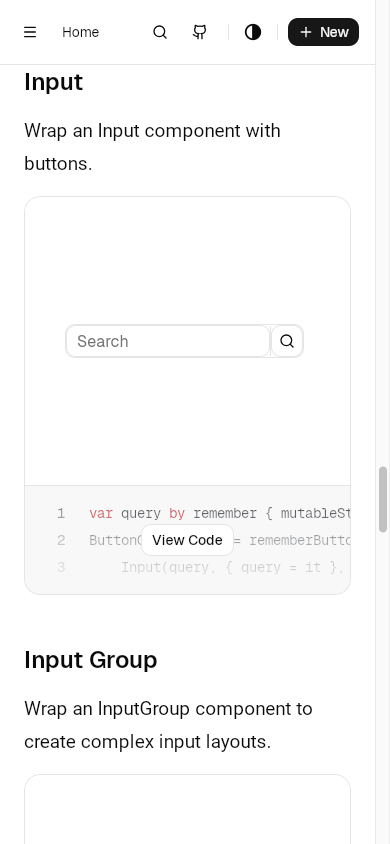 Home
New
Input
Wrap an Input component with
buttons.
Search
1 var query by remember { mutableSt
2 ButtonG = rememberButto
View Code
3 Input(query, { query = it },
Input Group
Wrap an InputGroup component to
create complex input layouts.